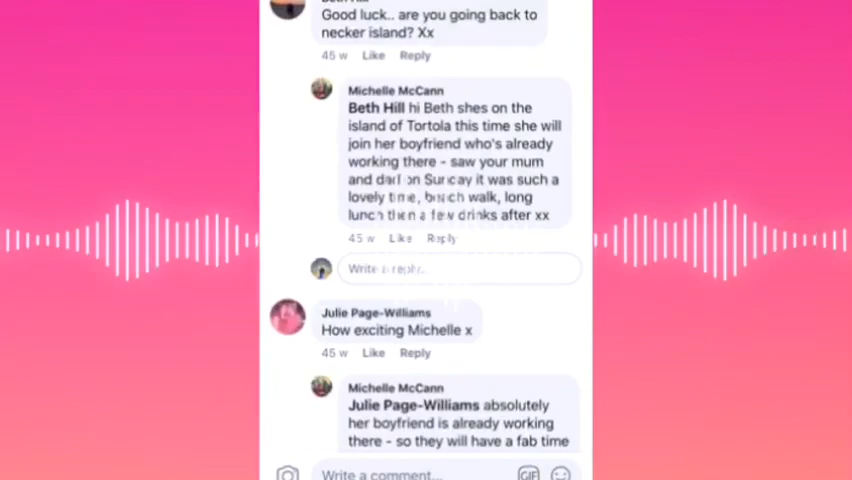 Good luck.. are you going back to
necker island? Xx
45 w Like Reply
Michelle McCann
Beth Hill hi Beth shes on the
island of Tortola this time she will
join her boyfriend who's already
working there - saw your mum
and dad on Sunday it was such a
lovely time, beach walk, long
lunch then a few drinks after xx
45 w Like Reply
Write a reply...
Julie Page-Williams
How exciting Michelle x
45 w Like Reply
Michelle McCann
Julie Page-Williams absolutely
her boyfriend is already working
there - so they will have a fab time
Write a comment...
GIF